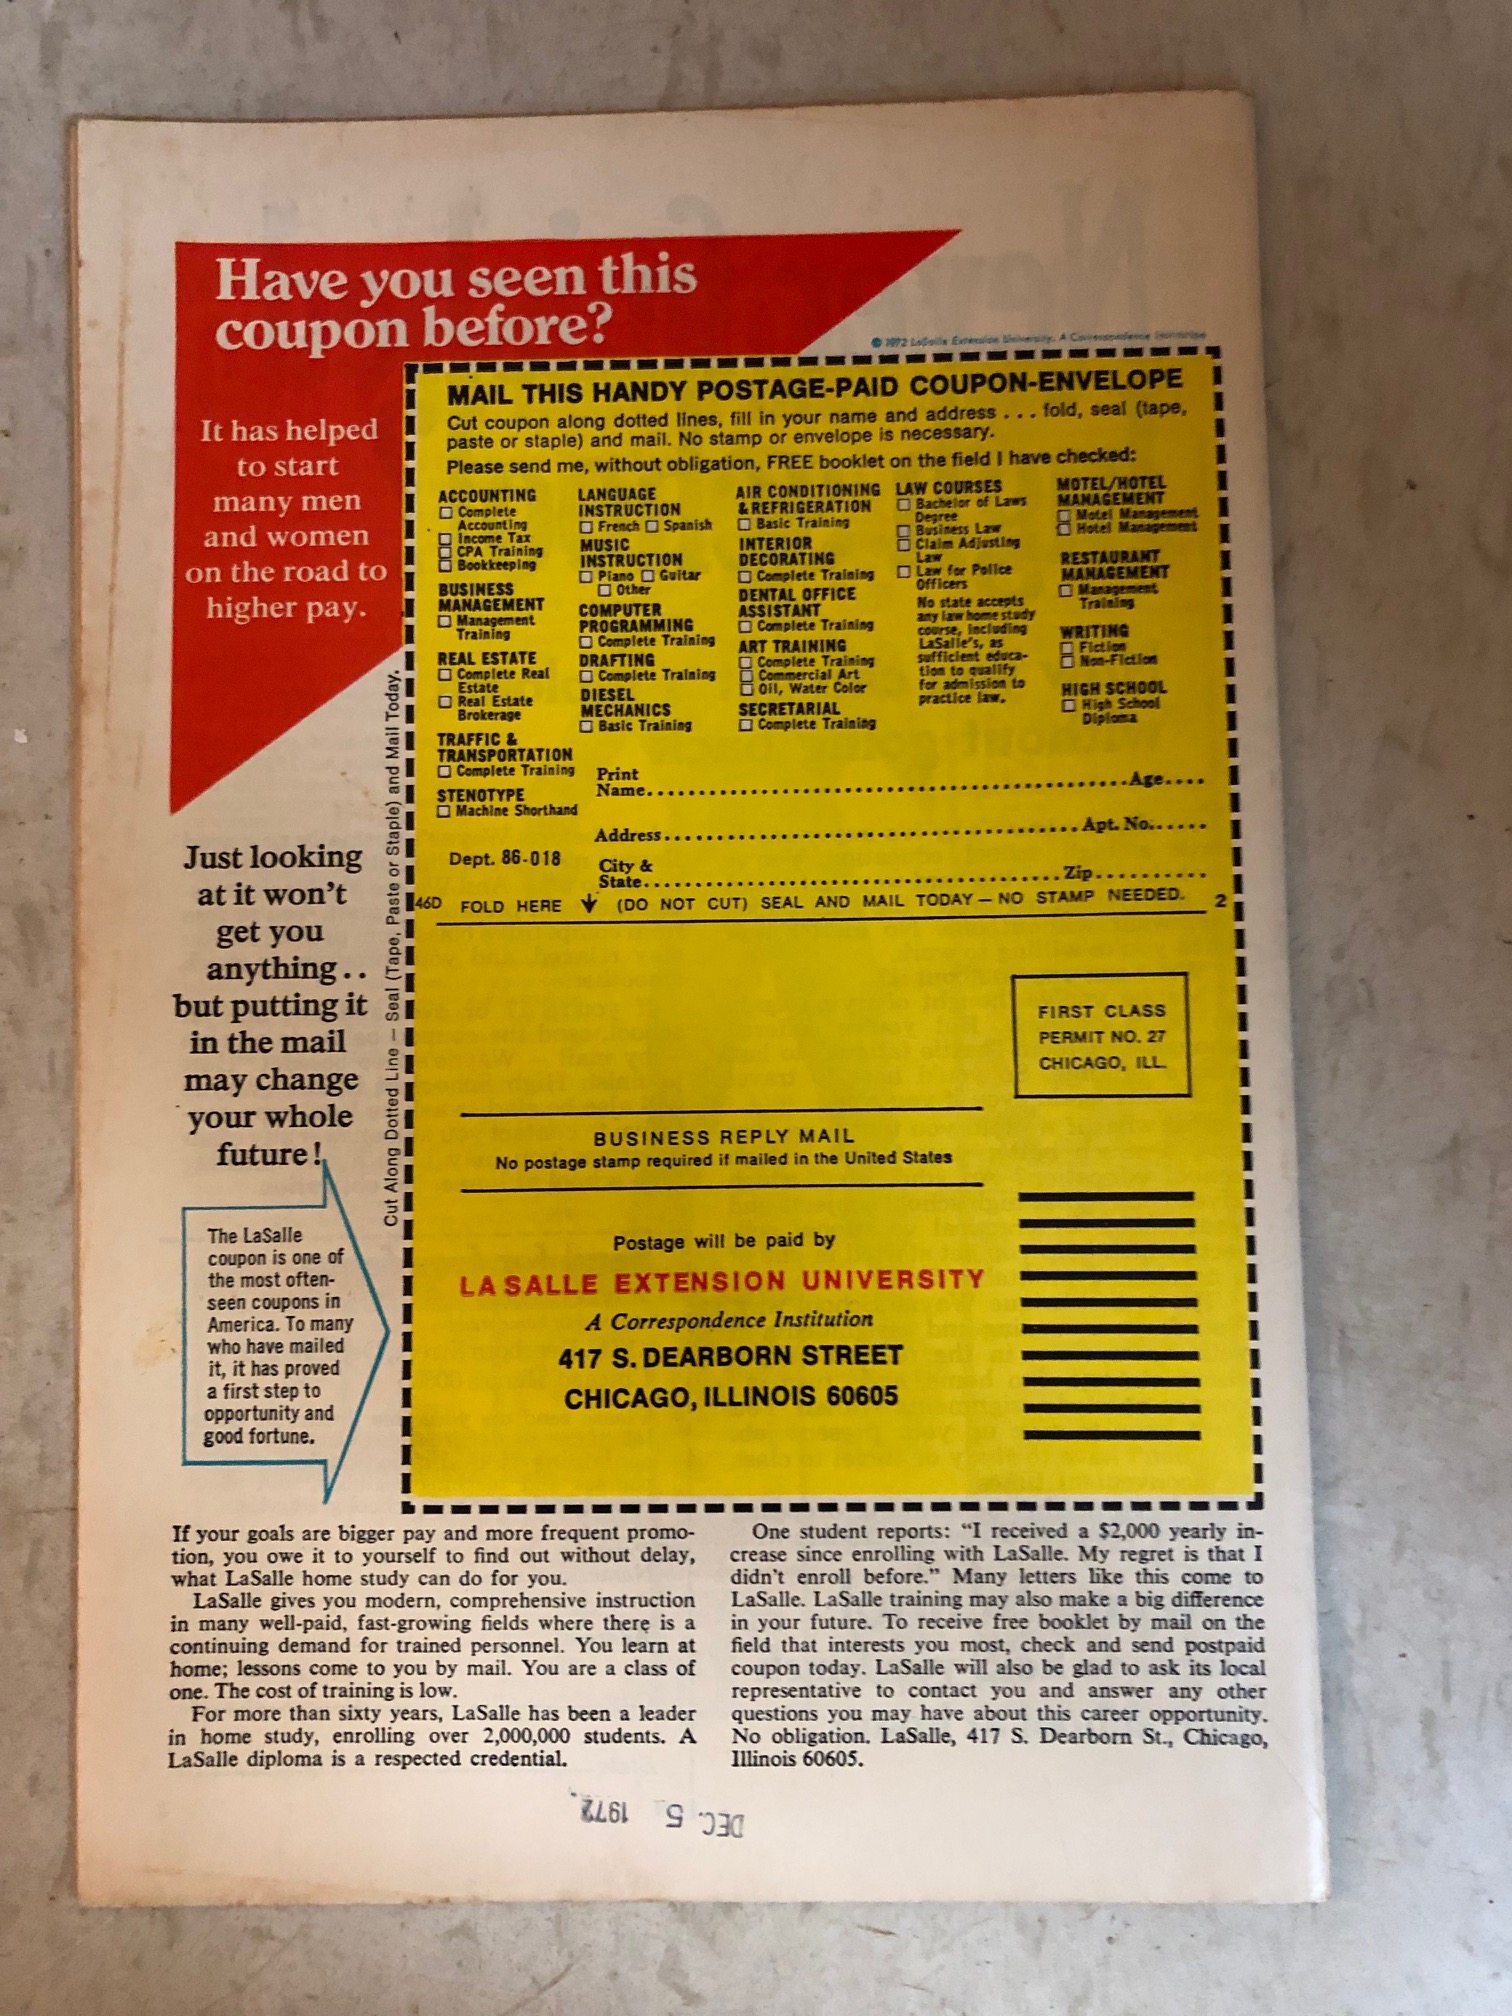 Have you seen this
coupon before?
© 1972 LaSalle Extension University, A Correspondence Institution
It has helped
to start
many men
and women
on the road to
higher pay.
MAIL THIS HANDY POSTAGE-PAID COUPON-ENVELOPE
Cut coupon along dotted lines, fill in your name and address . . . fold, seal (tape,
paste or staple) and mail. No stamp or envelope is necessary.
Please send me, without obligation, FREE booklet on the field I have checked:
ACCOUNTING
☐ Complete
Accounting
☐ Income Tax
☐ CPA Training
☐ Bookkeeping
BUSINESS
MANAGEMENT
☐ Management
Training
REAL ESTATE
☐ Complete Real
Estate
☐ Real Estate
Brokerage
TRAFFIC &
TRANSPORTATION
☐ Complete Training
STENOTYPE
☐ Machine Shorthand
LANGUAGE
INSTRUCTION
☐ French ☐ Spanish
MUSIC
INSTRUCTION
☐ Piano ☐ Guitar
☐ Other
COMPUTER
PROGRAMMING
☐ Complete Training
DRAFTING
☐ Complete Training
DIESEL
MECHANICS
☐ Basic Training
AIR CONDITIONING
& REFRIGERATION
☐ Basic Training
INTERIOR
DECORATING
☐ Complete Training
DENTAL OFFICE
ASSISTANT
☐ Complete Training
ART TRAINING
☐ Complete Training
☐ Commercial Art
☐ Oil, Water Color
SECRETARIAL
☐ Complete Training
LAW COURSES
☐ Bachelor of Laws
Degree
☐ Business Law
☐ Claim Adjusting
Law
☐ Law for Police
Officers
No state accepts
any law home study
course, including
LaSalle's, as
sufficient educa-
tion to qualify
for admission to
practice law.
MOTEL/HOTEL
MANAGEMENT
☐ Motel Management
☐ Hotel Management
RESTAURANT
MANAGEMENT
☐ Management
Training
WRITING
☐ Fiction
☐ Non-Fiction
HIGH SCHOOL
☐ High School
Diploma
Print
Name........................................Age....
Address........................................Apt. No......
Dept. 86-018
City &
State........................................Zip..........
46D FOLD HERE ↓ (DO NOT CUT) SEAL AND MAIL TODAY — NO STAMP NEEDED. 2
Cut Along Dotted Line — Seal (Tape, Paste or Staple) and Mail Today.
Just looking
at it won't
get you
anything..
but putting it
in the mail
may change
your whole
future!
The LaSalle
coupon is one of
the most often-
seen coupons in
America. To many
who have mailed
it, it has proved
a first step to
opportunity and
good fortune.
FIRST CLASS
PERMIT NO. 27
CHICAGO, ILL.
BUSINESS REPLY MAIL
No postage stamp required if mailed in the United States
Postage will be paid by
LA SALLE EXTENSION UNIVERSITY
A Correspondence Institution
417 S. DEARBORN STREET
CHICAGO, ILLINOIS 60605
If your goals are bigger pay and more frequent promo-
tion, you owe it to yourself to find out without delay,
what LaSalle home study can do for you.
LaSalle gives you modern, comprehensive instruction
in many well-paid, fast-growing fields where there is a
continuing demand for trained personnel. You learn at
home; lessons come to you by mail. You are a class of
one. The cost of training is low.
For more than sixty years, LaSalle has been a leader
in home study, enrolling over 2,000,000 students. A
LaSalle diploma is a respected credential.
One student reports: "I received a $2,000 yearly in-
crease since enrolling with LaSalle. My regret is that I
didn't enroll before." Many letters like this come to
LaSalle. LaSalle training may also make a big difference
in your future. To receive free booklet by mail on the
field that interests you most, check and send postpaid
coupon today. LaSalle will also be glad to ask its local
representative to contact you and answer any other
questions you may have about this career opportunity.
No obligation. LaSalle, 417 S. Dearborn St., Chicago,
Illinois 60605.
DEC. 5 1972